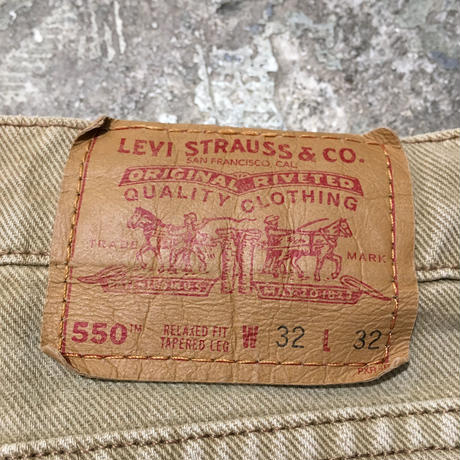 LEVI STRAUSS & CO.
SAN FRANCISCO, CAL.
ORIGINAL RIVETED
QUALITY CLOTHING
TRADE MARK
550™ RELAXED FIT W 32 L 32
TAPERED LEG